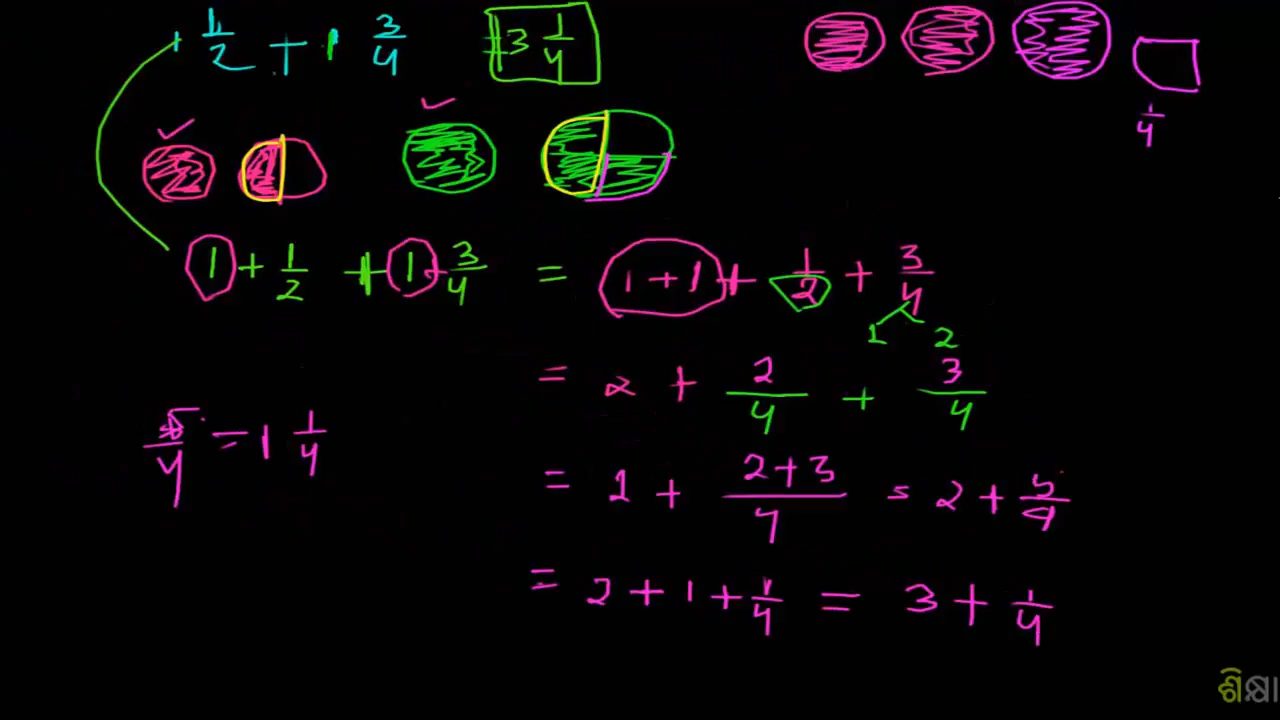 1 1/2 + 1 3/4 = 3 1/4
1/4
1 + 1/2 + 1 + 3/4 = 1 + 1 + 1/2 + 3/4
1 2
= 2 + 2/4 + 3/4
5/4 = 1 1/4
= 2 + (2+3)/4 = 2 + 5/4
= 2 + 1 + 1/4 = 3 + 1/4
ଶିକ୍ଷା